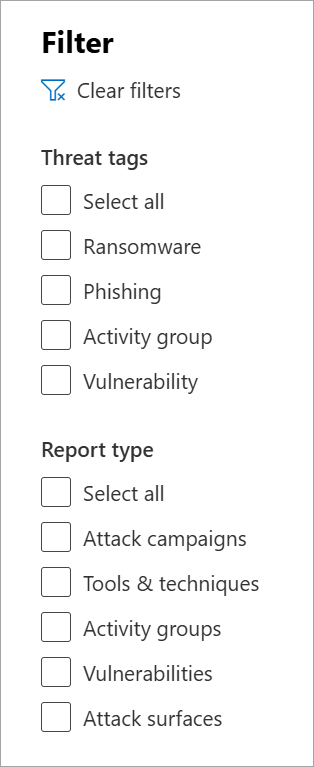 Filter
Clear filters
Threat tags
Select all
Ransomware
Phishing
Activity group
Vulnerability
Report type
Select all
Attack campaigns
Tools & techniques
Activity groups
Vulnerabilities
Attack surfaces